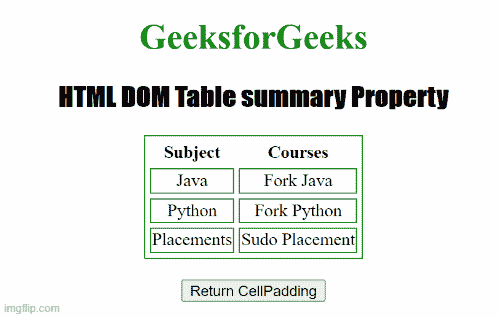 GeeksforGeeks
HTML DOM Table summary Property
Subject Courses
Java Fork Java
Python Fork Python
Placements Sudo Placement
Return CellPadding
imgflip.com